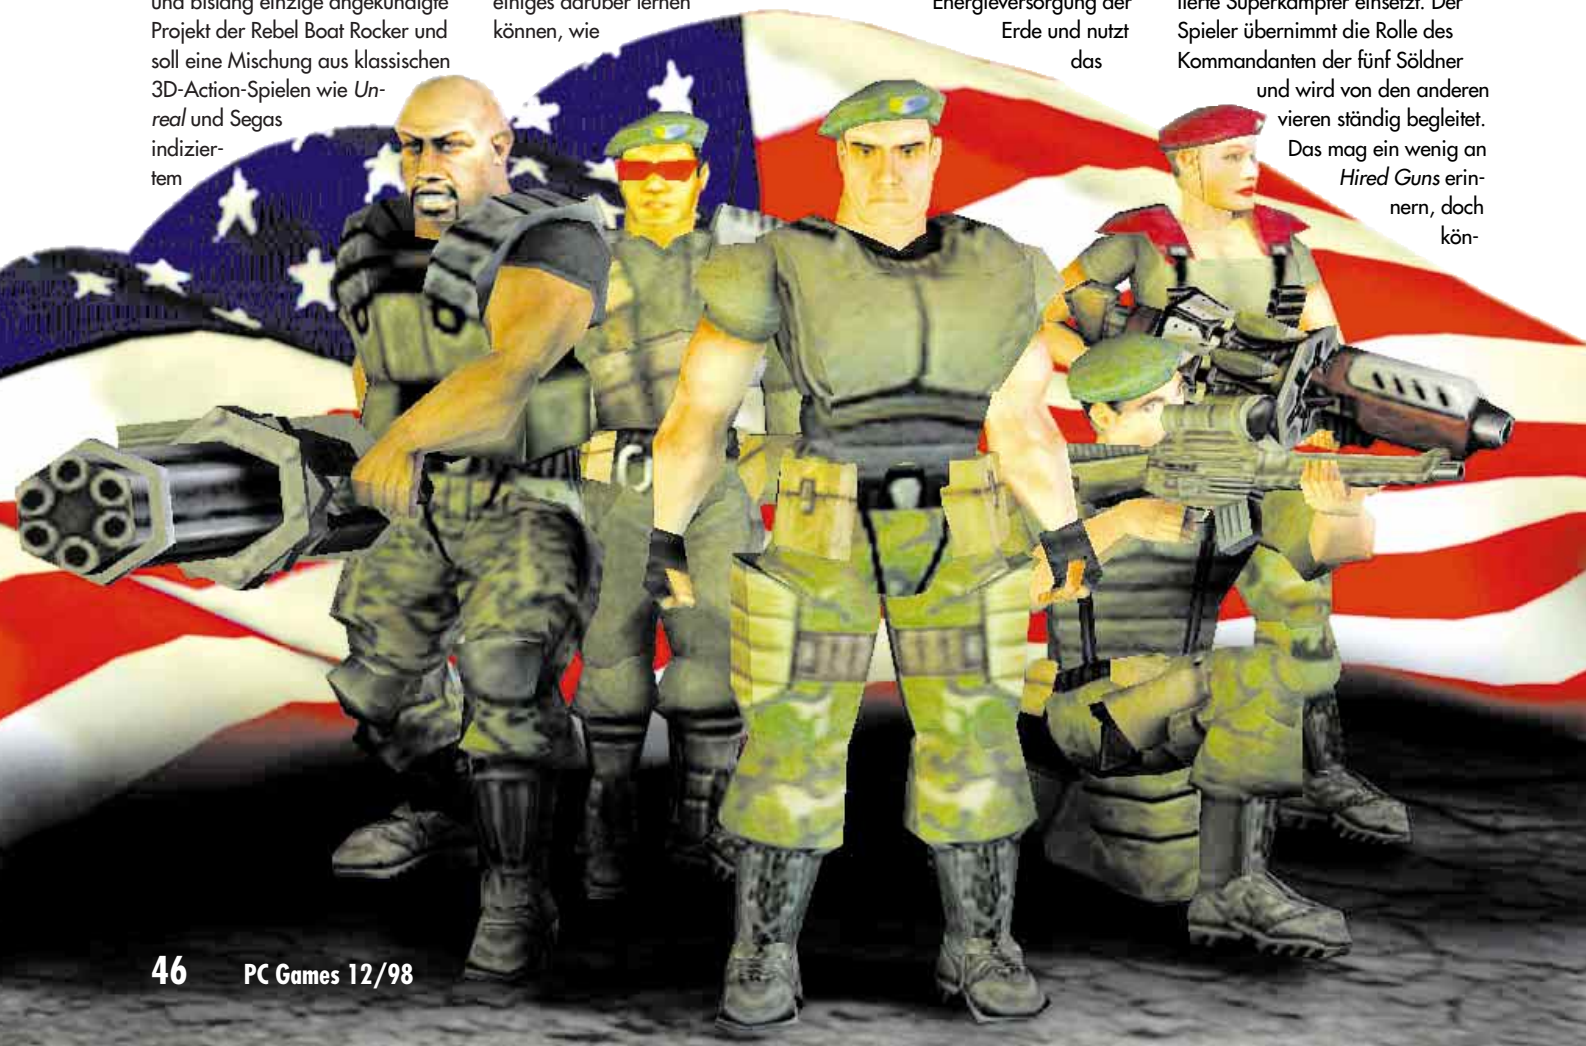 und bislang einzige angekündigte
Projekt der Rebel Boat Rocker und
soll eine Mischung aus klassischen
3D-Action-Spielen wie Un-
real und Segas
indizier-
tem
einiges darüber lernen
können, wie
Energieversorgung der
Erde und nutzt
das
lierte Superkämpfer einsetzt. Der
Spieler übernimmt die Rolle des
Kommandanten der fünf Söldner
und wird von den anderen
vieren ständig begleitet.
Das mag ein wenig an
Hired Guns erin-
nern, doch
kön-
46 PC Games 12/98